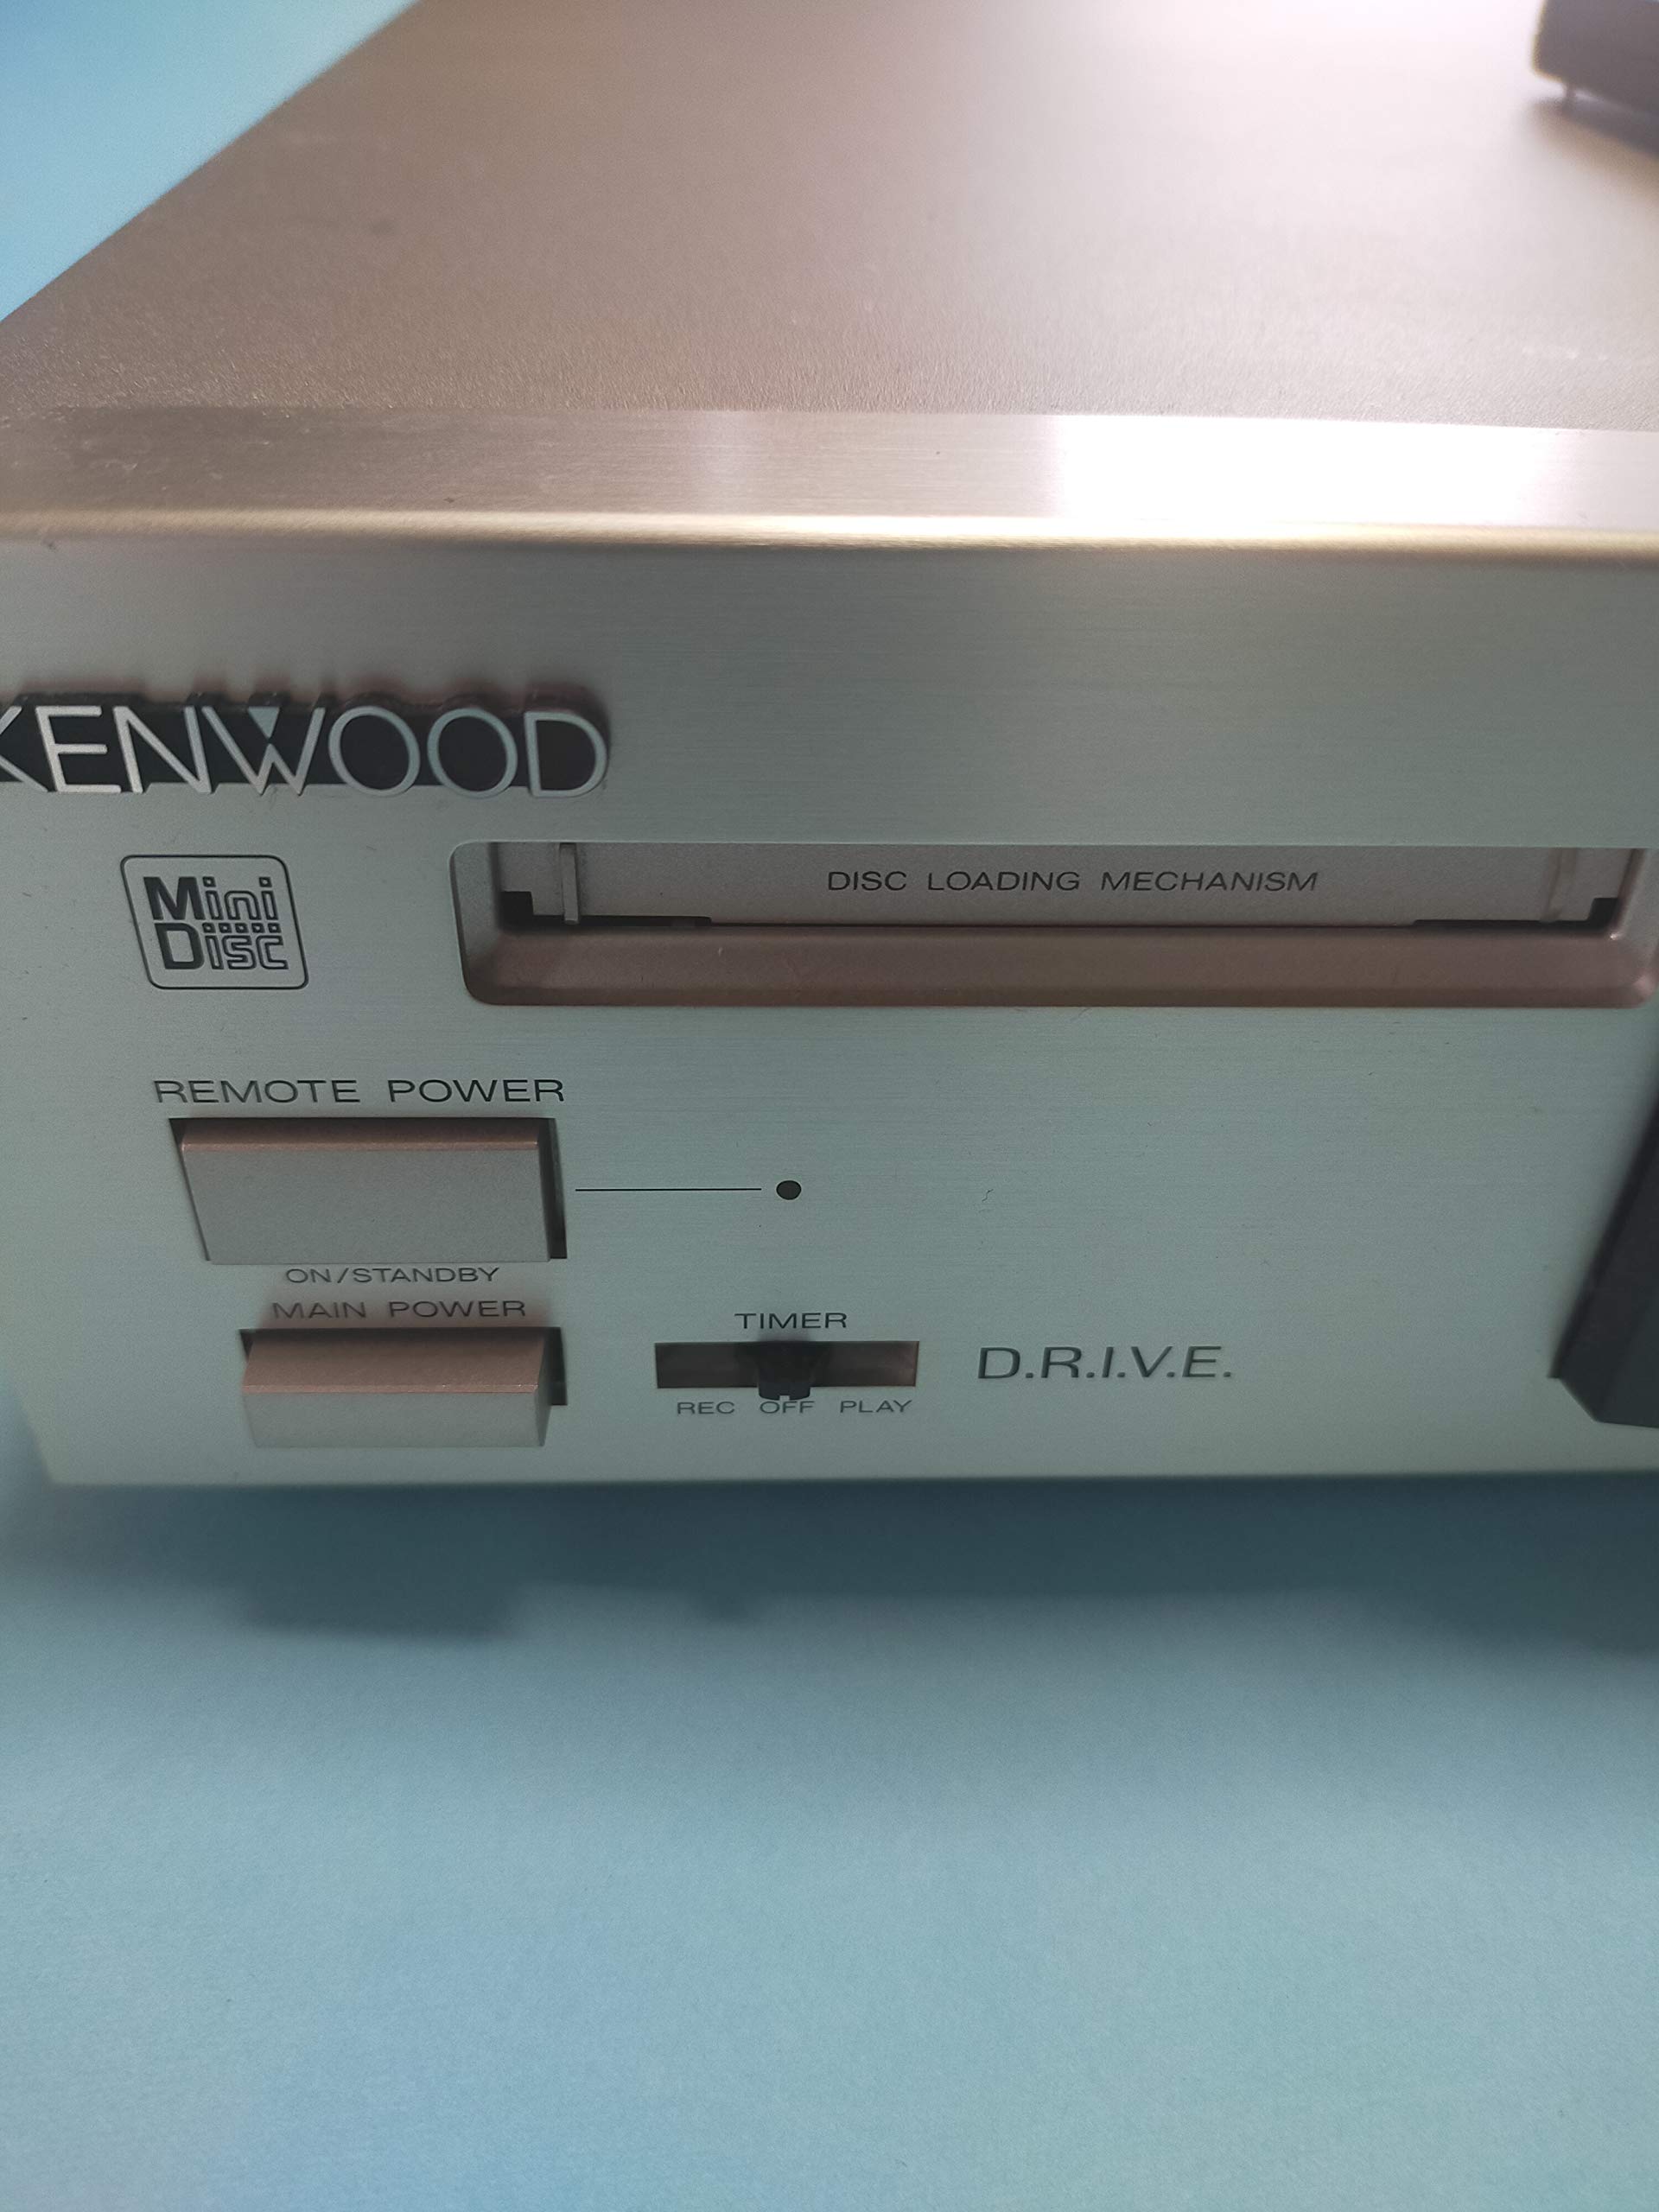 KENWOOD
Mini
Disc
DISC LOADING MECHANISM
REMOTE POWER
ON/STANDBY
MAIN POWER
TIMER
REC OFF PLAY
D.R.I.V.E.